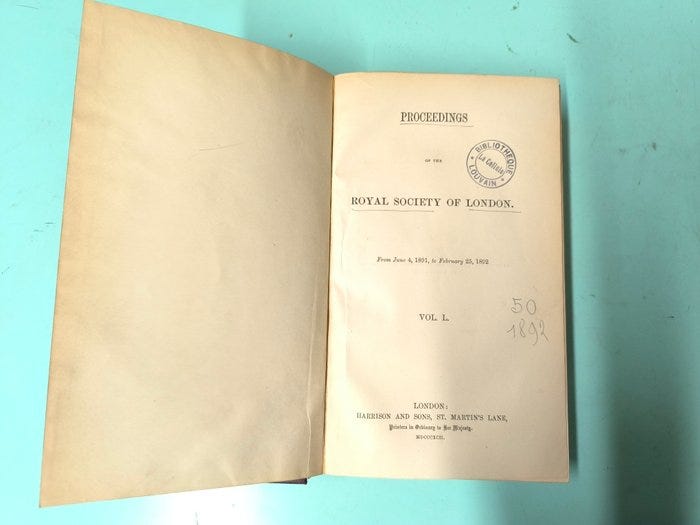 PROCEEDINGS
OF THE
BIBLIOTHEQUE
LOUVAIN
ROYAL SOCIETY OF LONDON.
From June 4, 1891, to February 25, 1892
VOL. L.
50
1892
LONDON:
HARRISON AND SONS, ST. MARTIN'S LANE,
Printers in Ordinary to Her Majesty.
MDCCCXCII.